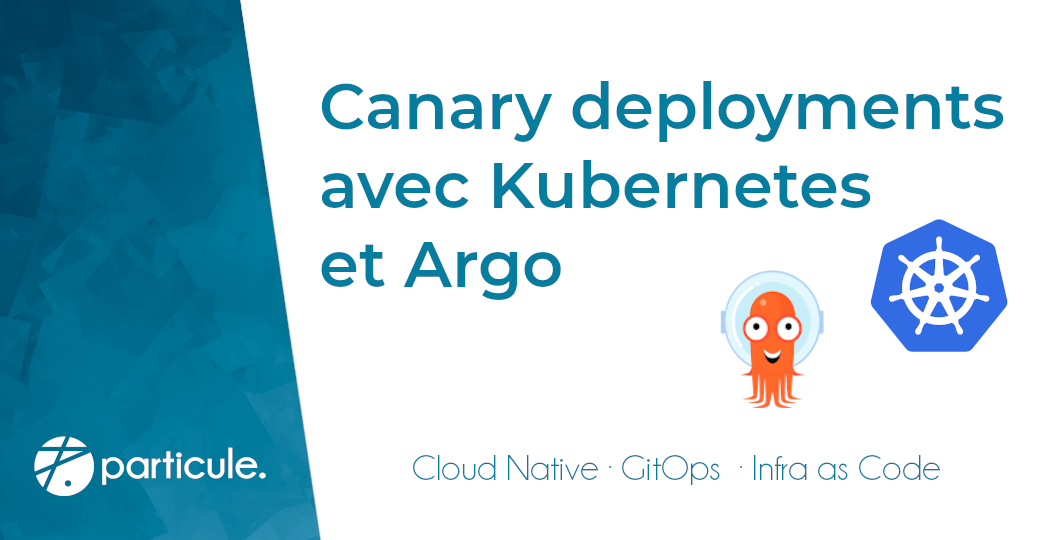 Canary deployments
avec Kubernetes
et Argo
particule.
Cloud Native · GitOps · Infra as Code